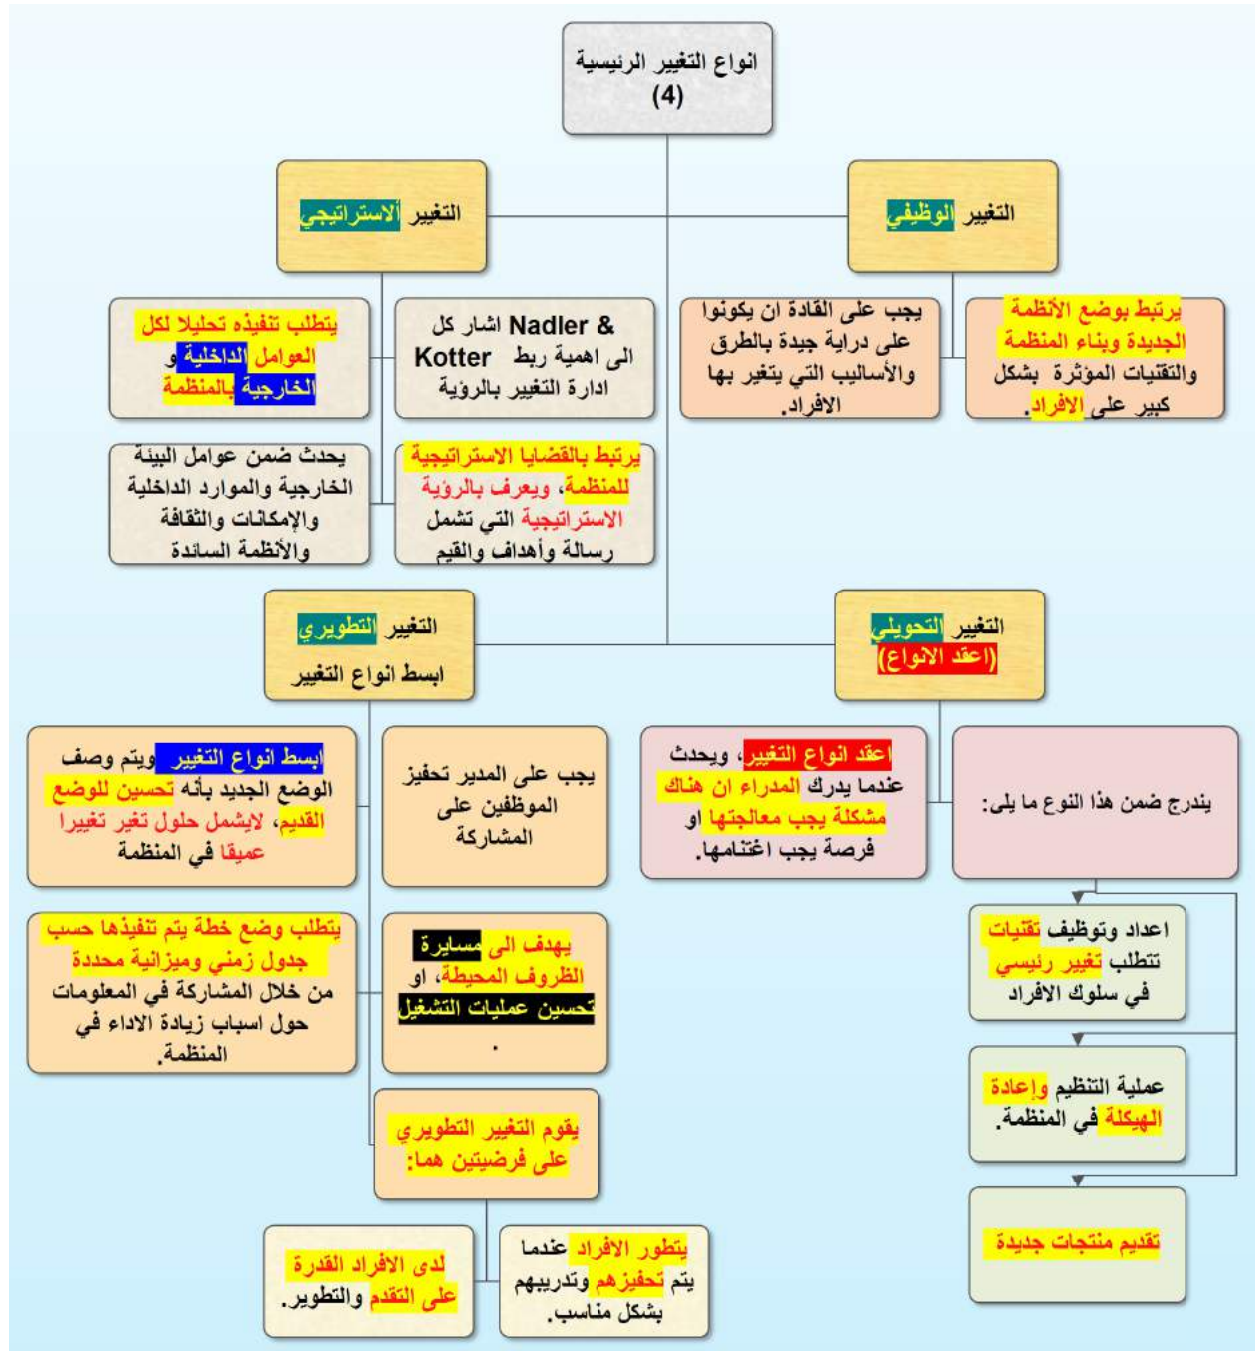 انواع التغيير الرئيسية
(4)
التغيير الوظيفي
التغيير ألاستراتيجي
يرتبط بوضع الأنظمة
الجديدة وبناء المنظمة
والتقنيات المؤثرة بشكل
كبير على الافراد.
يجب على القادة ان يكونوا
على دراية جيدة بالطرق
والأساليب التي يتغير بها
الافراد.
اشار كل Nadler &
Kotter الى اهمية ربط
ادارة التغيير بالرؤية
يتطلب تنفيذه تحليلا لكل
العوامل الداخلية و
الخارجية بالمنظمة
يرتبط بالقضايا الاستراتيجية
للمنظمة، ويعرف بالرؤية
الاستراتيجية التي تشمل
رسالة وأهداف والقيم
يحدث ضمن عوامل البيئة
الخارجية والموارد الداخلية
والإمكانات والثقافة
والأنظمة السائدة
التغيير التحويلي
(اعقد الانواع)
التغيير التطويري
ابسط انواع التغيير
يندرج ضمن هذا النوع ما يلى:
اعقد انواع التغيير، ويحدث
عندما يدرك المدراء ان هناك
مشكلة يجب معالجتها او
فرصة يجب اغتنامها.
يجب على المدير تحفيز
الموظفين على
المشاركة
ابسط انواع التغيير ويتم وصف
الوضع الجديد بأنه تحسين للوضع
القديم، لايشمل حلول تغير تغييرا
عميقا في المنظمة
اعداد وتوظيف تقنيات
تتطلب تغيير رئيسي
في سلوك الافراد
عملية التنظيم وإعادة
الهيكلة في المنظمة.
تقديم منتجات جديدة
يهدف الى مسايرة
الظروف المحيطة، او
تحسين عمليات التشغيل
.
يتطلب وضع خطة يتم تنفيذها حسب
جدول زمني وميزانية محددة
من خلال المشاركة في المعلومات
حول اسباب زيادة الاداء في
المنظمة.
يقوم التغيير التطويري
على فرضيتين هما:
يتطور الافراد عندما
يتم تحفيزهم وتدريبهم
بشكل مناسب.
لدى الافراد القدرة
على التقدم والتطوير.